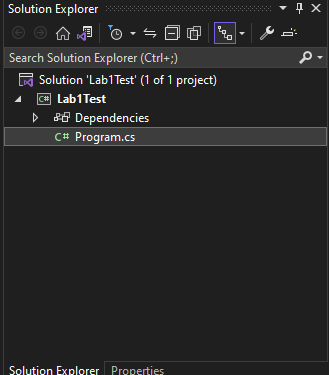 Solution Explorer
Search Solution Explorer (Ctrl+;)
Solution 'Lab1Test' (1 of 1 project)
C# Lab1Test
Dependencies
C# Program.cs
Solution Explorer Properties